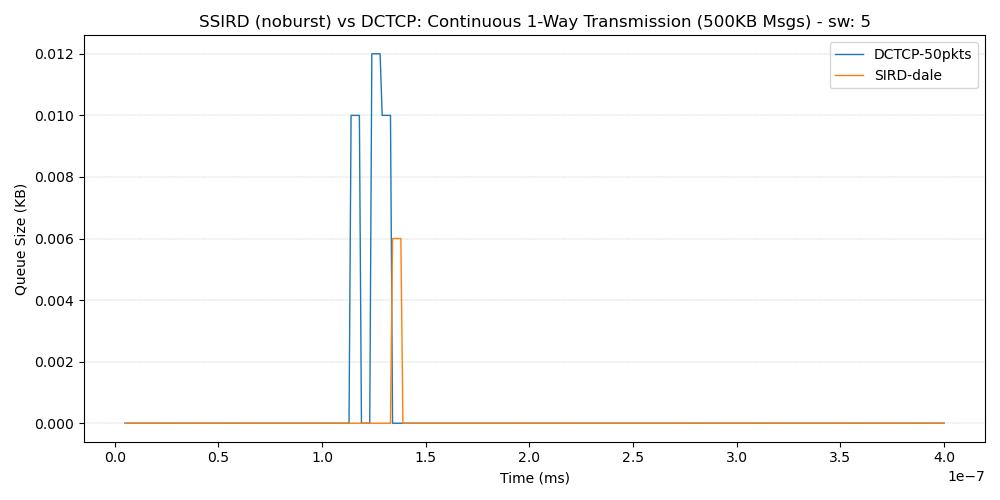 SSIRD (noburst) vs DCTCP: Continuous 1-Way Transmission (500KB Msgs) - sw: 5
DCTCP-50pkts
SIRD-dale
Queue Size (KB)
0.012
0.010
0.008
0.006
0.004
0.002
0.000
0.0 0.5 1.0 1.5 2.0 2.5 3.0 3.5 4.0
1e−7
Time (ms)